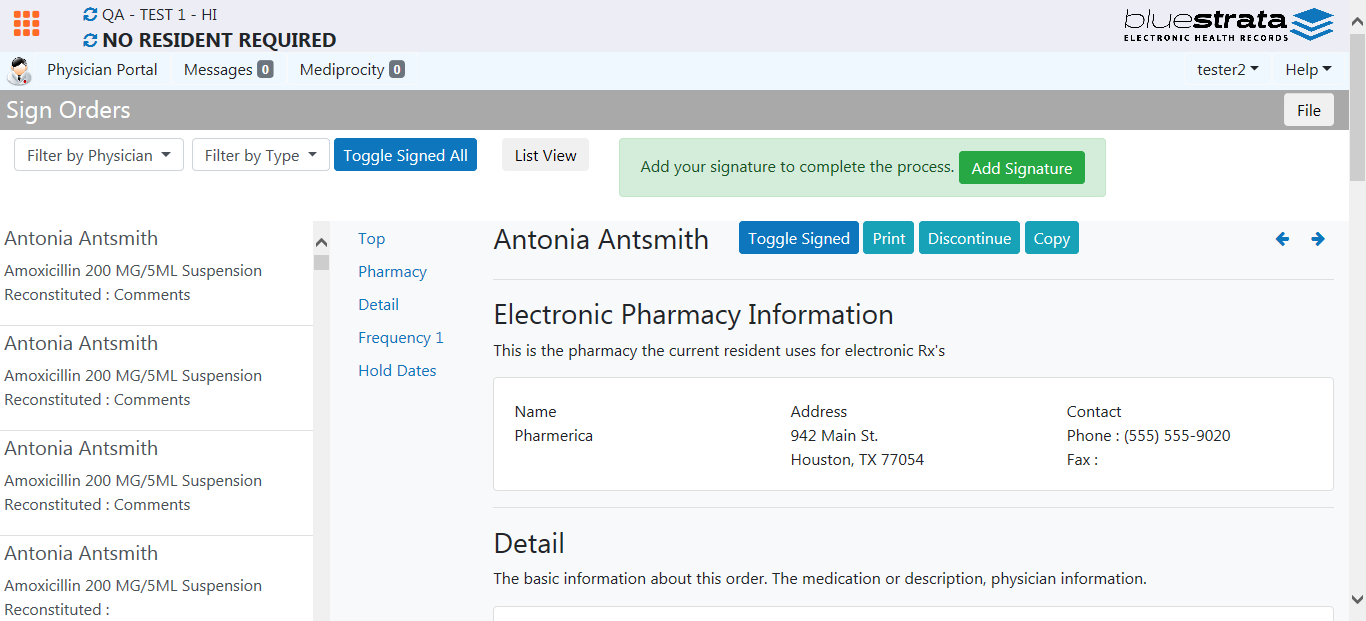 QA - TEST 1 - HI
NO RESIDENT REQUIRED
bluestrata
ELECTRONIC HEALTH RECORDS
Physician Portal
Messages 0
Mediprocity 0
tester2
Help
Sign Orders
File
Filter by Physician
Filter by Type
Toggle Signed All
List View
Add your signature to complete the process. Add Signature
Antonia Antsmith
Amoxicillin 200 MG/5ML Suspension
Reconstituted : Comments
Antonia Antsmith
Amoxicillin 200 MG/5ML Suspension
Reconstituted : Comments
Antonia Antsmith
Amoxicillin 200 MG/5ML Suspension
Reconstituted : Comments
Antonia Antsmith
Amoxicillin 200 MG/5ML Suspension
Reconstituted :
Top
Pharmacy
Detail
Frequency 1
Hold Dates
Antonia Antsmith
Toggle Signed
Print
Discontinue
Copy
Electronic Pharmacy Information
This is the pharmacy the current resident uses for electronic Rx's
Name
Pharmerica
Address
942 Main St.
Houston, TX 77054
Contact
Phone : (555) 555-9020
Fax :
Detail
The basic information about this order. The medication or description, physician information.